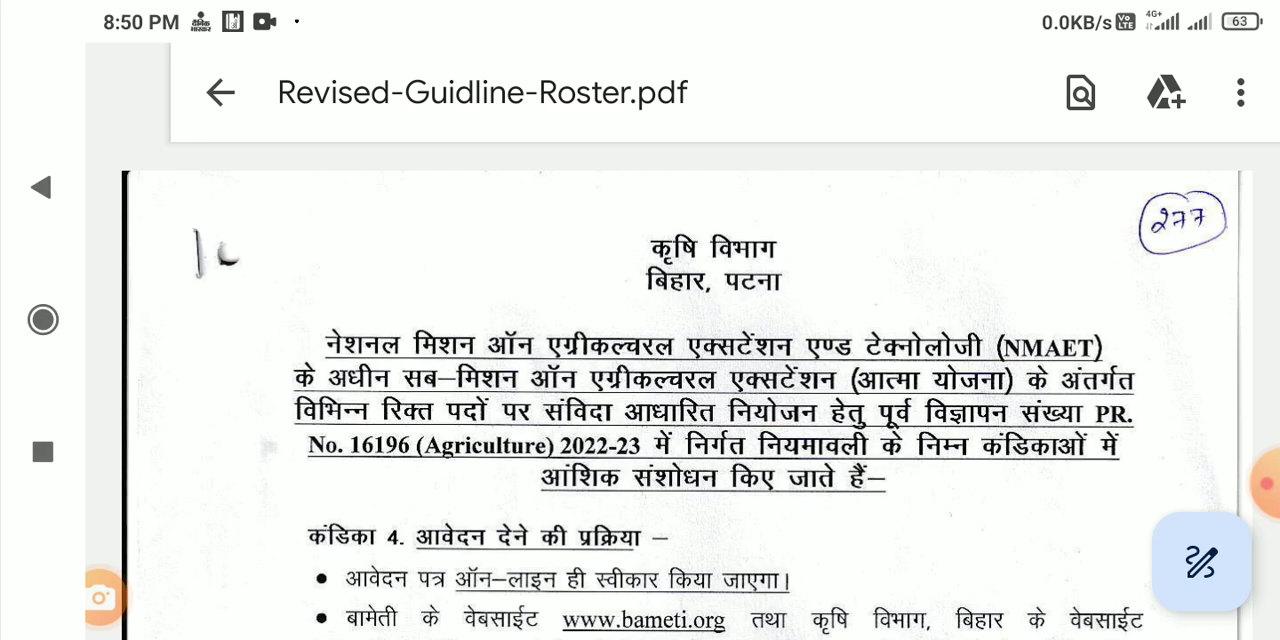 8:50 PM
0.0KB/s Vo LTE 4G+ 63
Revised-Guidline-Roster.pdf
277
कृषि विभाग
बिहार, पटना
नेशनल मिशन ऑन एग्रीकल्चरल एक्सटेंशन एण्ड टेक्नोलोजी (NMAET)
के अधीन सब–मिशन ऑन एग्रीकल्चरल एक्सटेंशन (आत्मा योजना) के अंतर्गत
विभिन्न रिक्त पदों पर संविदा आधारित नियोजन हेतु पूर्व विज्ञापन संख्या PR.
No. 16196 (Agriculture) 2022-23 में निर्गत नियमावली के निम्न कंडिकाओं में
आंशिक संशोधन किए जाते हैं–
कंडिका 4. आवेदन देने की प्रक्रिया –
• आवेदन पत्र ऑन–लाइन ही स्वीकार किया जाएगा।
• बामेती के वेबसाईट www.bameti.org तथा कृषि विभाग, बिहार के वेबसाईट